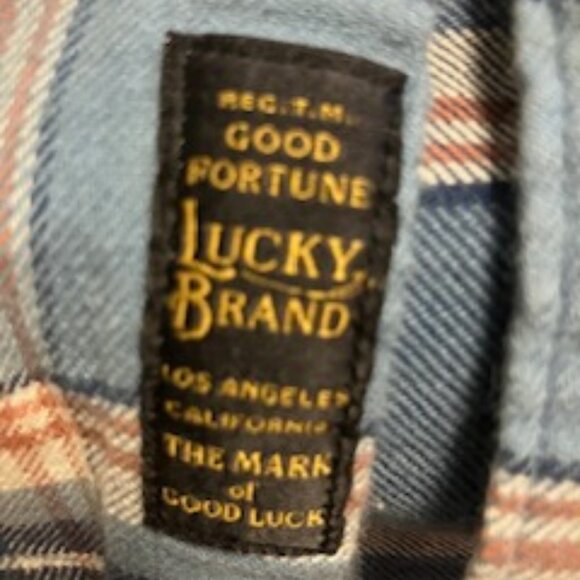 REG. T.M.
GOOD
FORTUNE
LUCKY
BRAND
LOS ANGELES
CALIFORNIA
THE MARK
of
GOOD LUCK